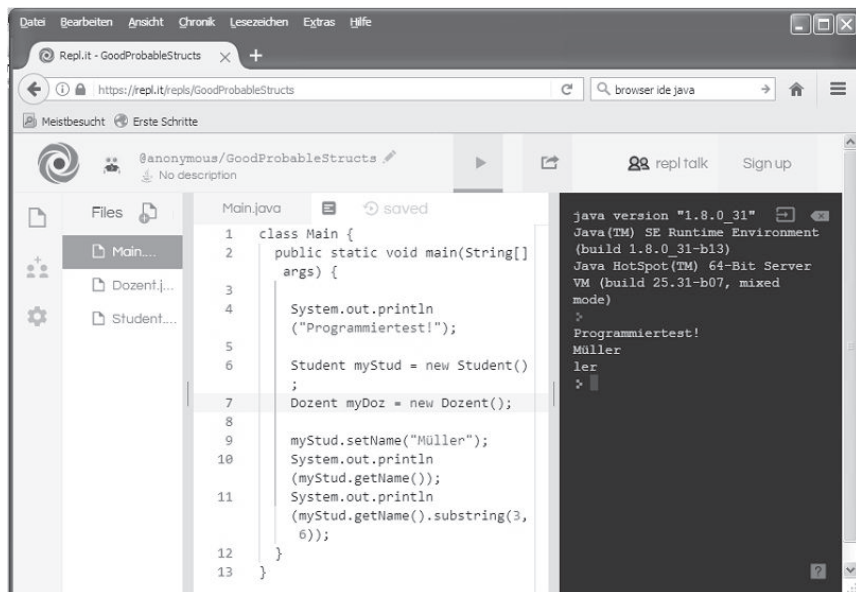 Datei Bearbeiten Ansicht Chronik Lesezeichen Extras Hilfe
Repl.it - GoodProbableStructs
https://repl.it/repls/GoodProbableStructs
browser ide java
Meistbesucht Erste Schritte
@anonymous/GoodProbableStructs
No description
repl talk
Sign up
Files
Main....
Dozent.j...
Student....
Main.java
saved
1 class Main {
2 public static void main(String[]
args) {
3
4 System.out.println
("Programmiertest!");
5
6 Student myStud = new Student()
;
7 Dozent myDoz = new Dozent();
8
9 myStud.setName("Müller");
10 System.out.println
(myStud.getName());
11 System.out.println
(myStud.getName().substring(3,
6));
12 }
13 }
java version "1.8.0_31"
Java(TM) SE Runtime Environment
(build 1.8.0_31-b13)
Java HotSpot(TM) 64-Bit Server
VM (build 25.31-b07, mixed
mode)
Programmiertest!
Müller
ler
?